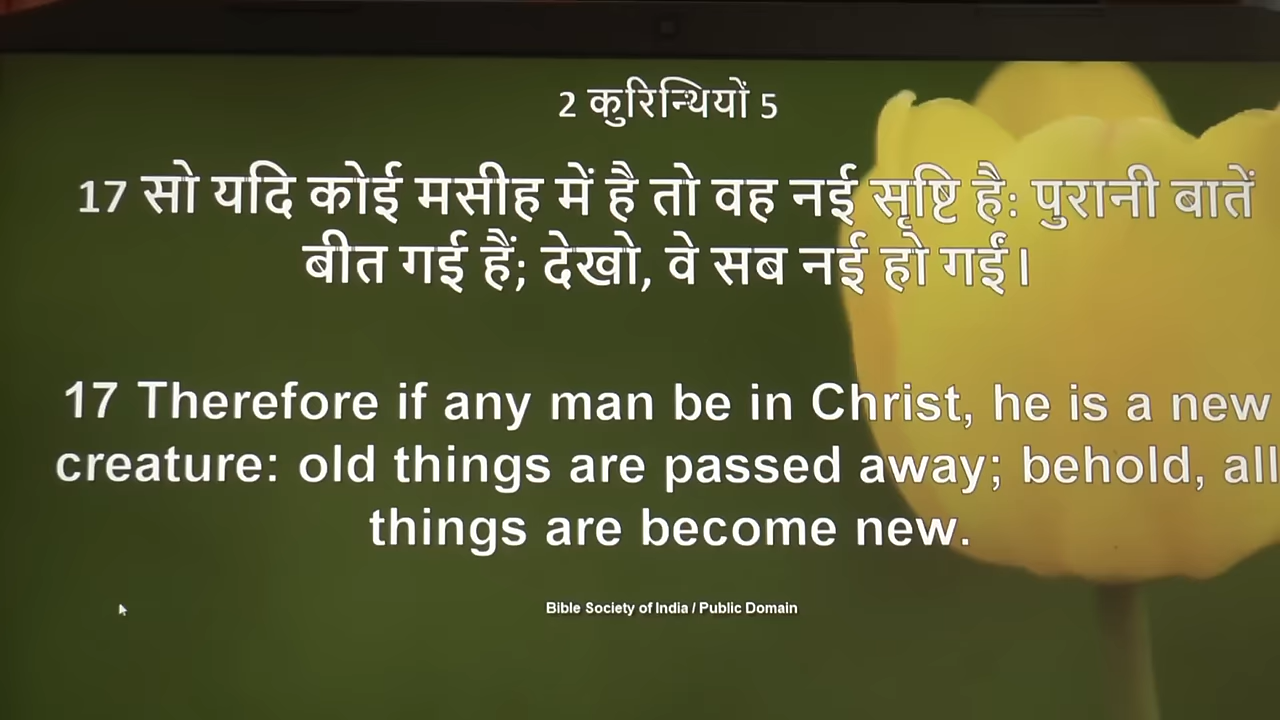 2 कुरिन्थियों 5
17 सो यदि कोई मसीह में है तो वह नई सृष्टि हैः पुरानी बातें
बीत गई हैं; देखो, वे सब नई हो गईं।
17 Therefore if any man be in Christ, he is a new
creature: old things are passed away; behold, all
things are become new.
Bible Society of India / Public Domain